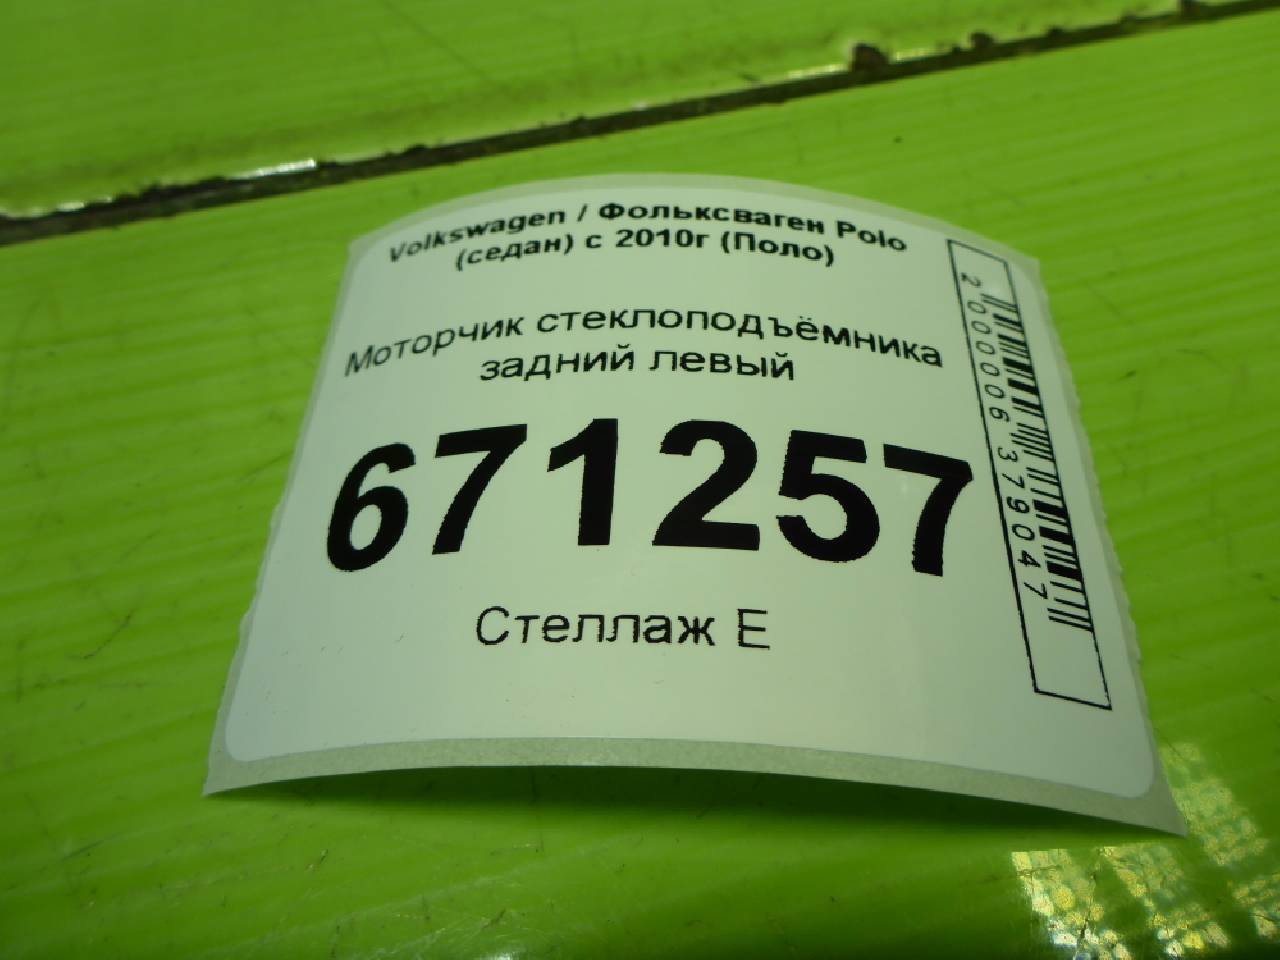 Volkswagen / Фольксваген Polo
(седан) с 2010г (Поло)
Моторчик стеклоподъёмника
задний левый
671257
Стеллаж Е
2000006379047